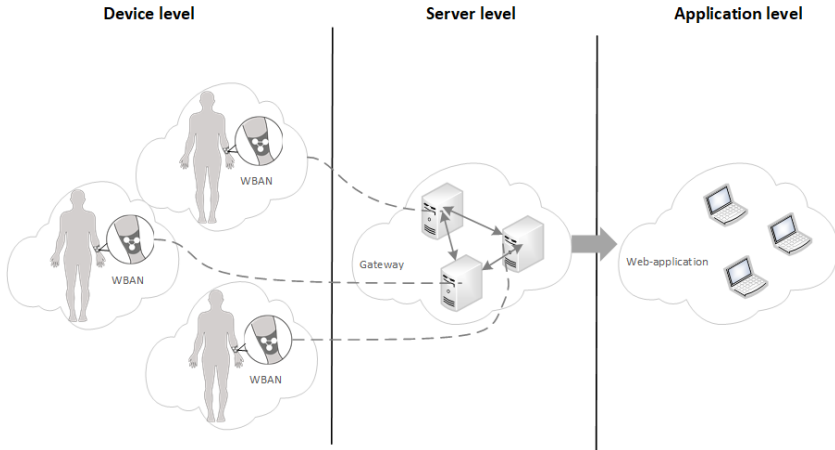 Device level
Server level
Application level
WBAN
WBAN
WBAN
Gateway
Web-application